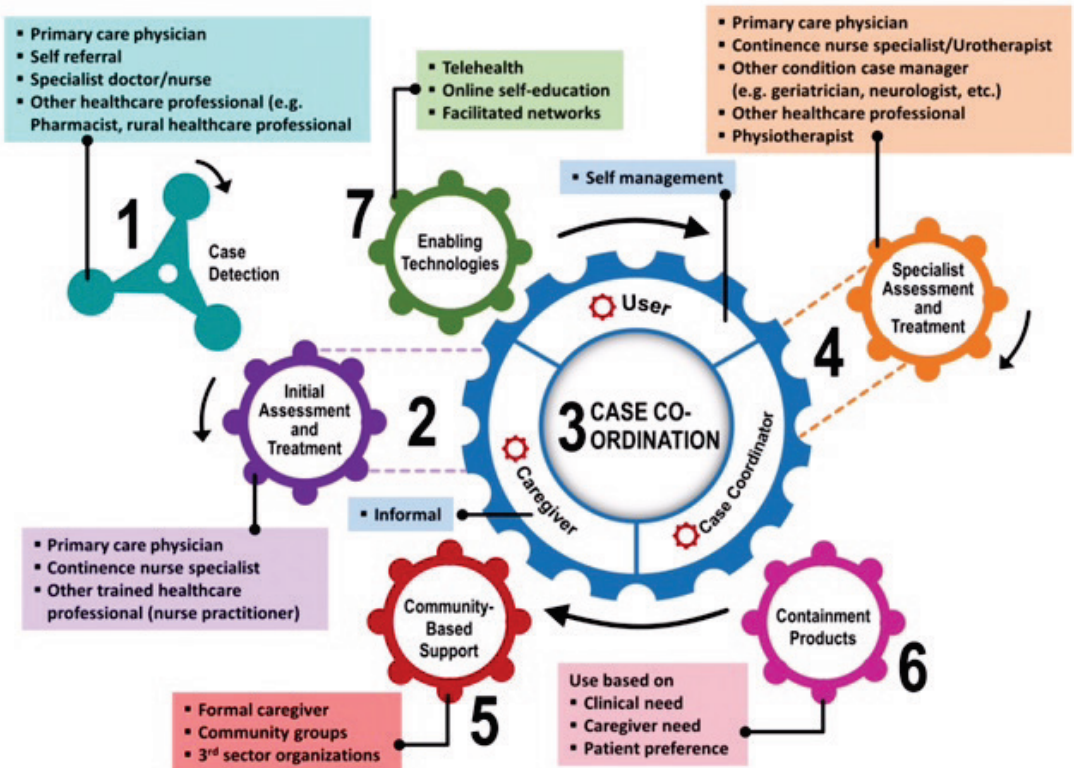 ▪ Primary care physician
▪ Self referral
▪ Specialist doctor/nurse
▪ Other healthcare professional (e.g.
Pharmacist, rural healthcare professional
1
Case
Detection
▪ Telehealth
▪ Online self-education
▪ Facilitated networks
7
Enabling
Technologies
▪ Primary care physician
▪ Continence nurse specialist/Urotherapist
▪ Other condition case manager
(e.g. geriatrician, neurologist, etc.)
▪ Other healthcare professional
▪ Physiotherapist
▪ Self management
Specialist
Assessment
and
Treatment
4
Initial
Assessment
and
Treatment
2
User
3 CASE CO-
ORDINATION
Caregiver
Case Coordinator
▪ Informal
▪ Primary care physician
▪ Continence nurse specialist
▪ Other trained healthcare
professional (nurse practitioner)
Community-
Based
Support
5
▪ Formal caregiver
▪ Community groups
▪ 3rd sector organizations
Containment
Products
6
Use based on
▪ Clinical need
▪ Caregiver need
▪ Patient preference